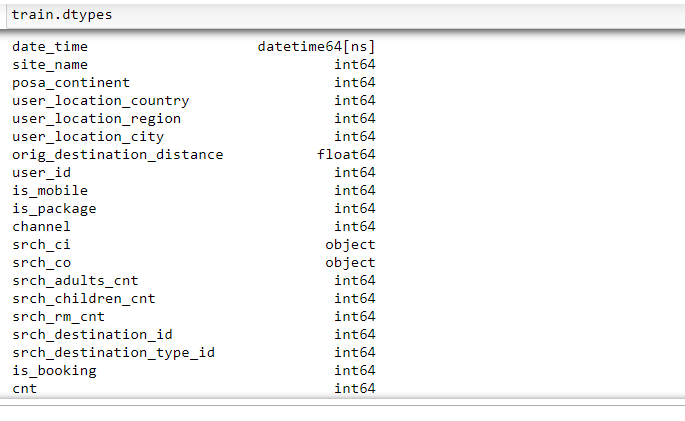 train.dtypes
date_time datetime64[ns]
site_name int64
posa_continent int64
user_location_country int64
user_location_region int64
user_location_city int64
orig_destination_distance float64
user_id int64
is_mobile int64
is_package int64
channel int64
srch_ci object
srch_co object
srch_adults_cnt int64
srch_children_cnt int64
srch_rm_cnt int64
srch_destination_id int64
srch_destination_type_id int64
is_booking int64
cnt int64